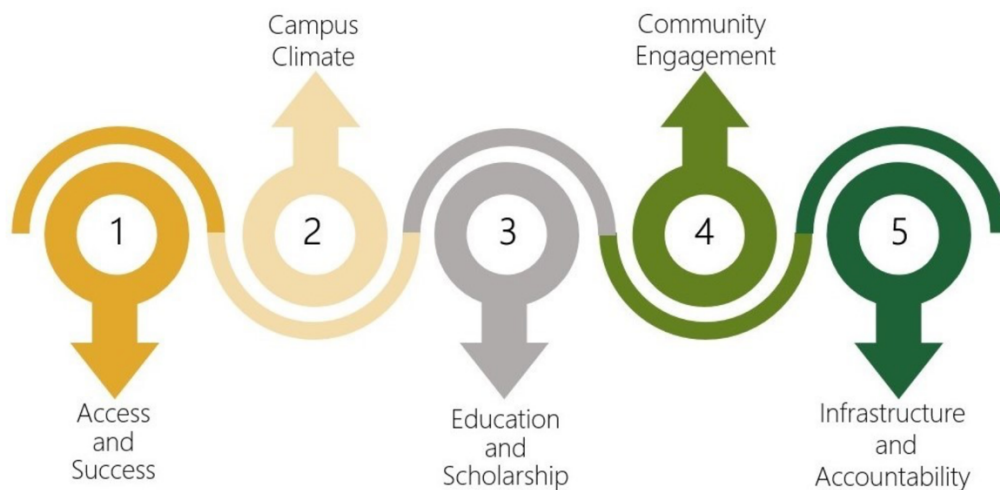 Campus
Climate
Community
Engagement
1
2
3
4
5
Access
and
Success
Education
and
Scholarship
Infrastructure
and
Accountability